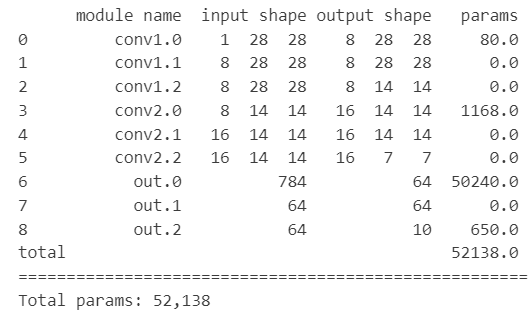 module name input shape output shape params
0 conv1.0 1 28 28 8 28 28 80.0
1 conv1.1 8 28 28 8 28 28 0.0
2 conv1.2 8 28 28 8 14 14 0.0
3 conv2.0 8 14 14 16 14 14 1168.0
4 conv2.1 16 14 14 16 14 14 0.0
5 conv2.2 16 14 14 16 7 7 0.0
6 out.0 784 64 50240.0
7 out.1 64 64 0.0
8 out.2 64 10 650.0
total 52138.0
=====================================================
Total params: 52,138